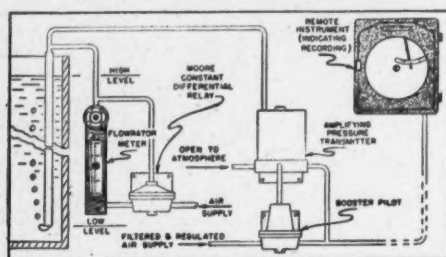 REMOTE
INSTRUMENT
(INDICATING
RECORDING)
MOORE
CONSTANT
DIFFERENTIAL
RELAY
HIGH
LEVEL
FLOWRATOR
METER
AMPLIFYING
PRESSURE
TRANSMITTER
OPEN TO
ATMOSPHERE
AIR
SUPPLY
BOOSTER PILOT
LOW
LEVEL
FILTERED & REGULATED
AIR SUPPLY